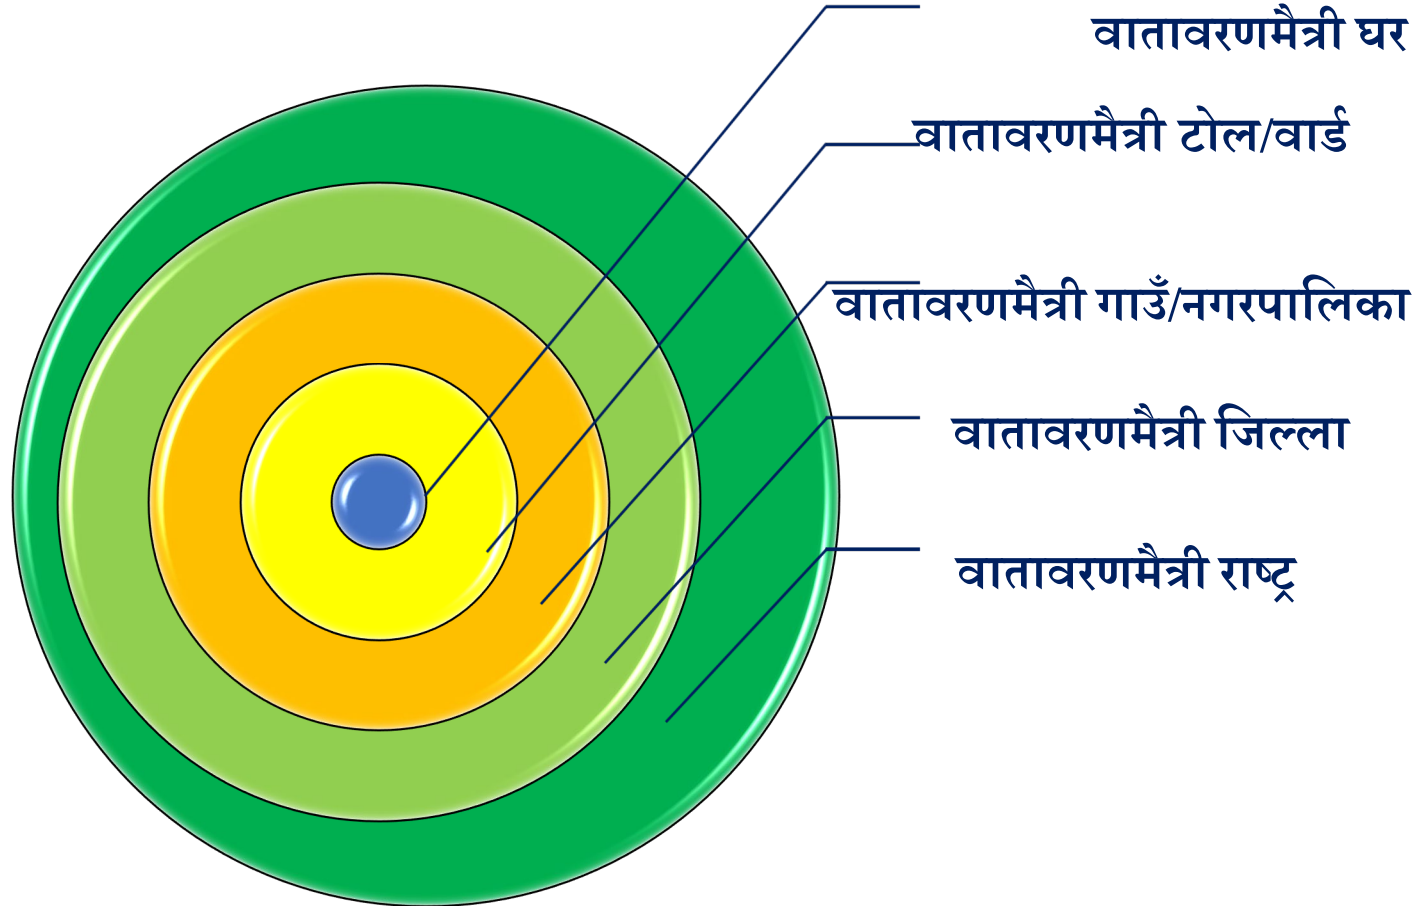 वातावरणमैत्री घर
वातावरणमैत्री टोल/वार्ड
वातावरणमैत्री गाउँ/नगरपालिका
वातावरणमैत्री जिल्ला
वातावरणमैत्री राष्ट्र